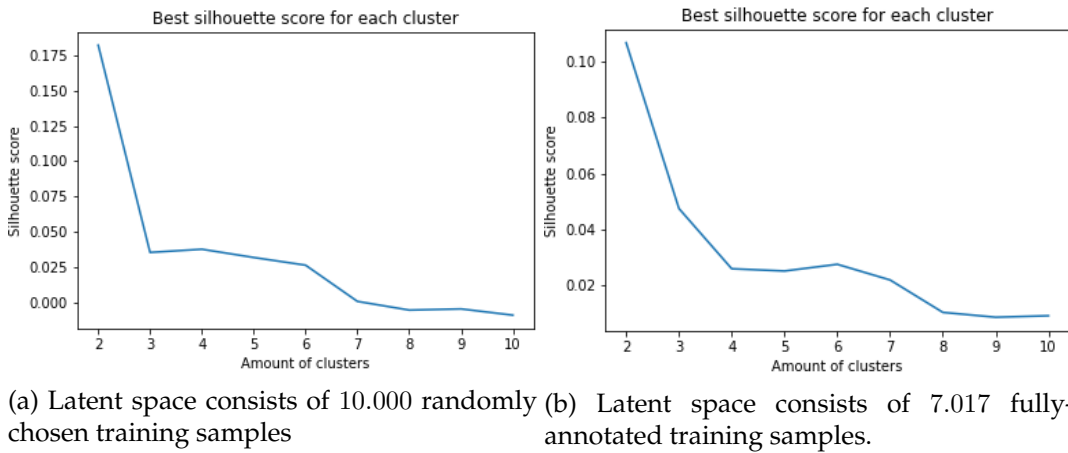 Best silhouette score for each cluster
0.175
0.150
0.125
0.100
0.075
0.050
0.025
0.000
Silhouette score
2 3 4 5 6 7 8 9 10
Amount of clusters
(a) Latent space consists of 10.000 randomly
chosen training samples
Best silhouette score for each cluster
0.10
0.08
0.06
0.04
0.02
Silhouette score
2 3 4 5 6 7 8 9 10
Amount of clusters
(b) Latent space consists of 7.017 fully-
annotated training samples.